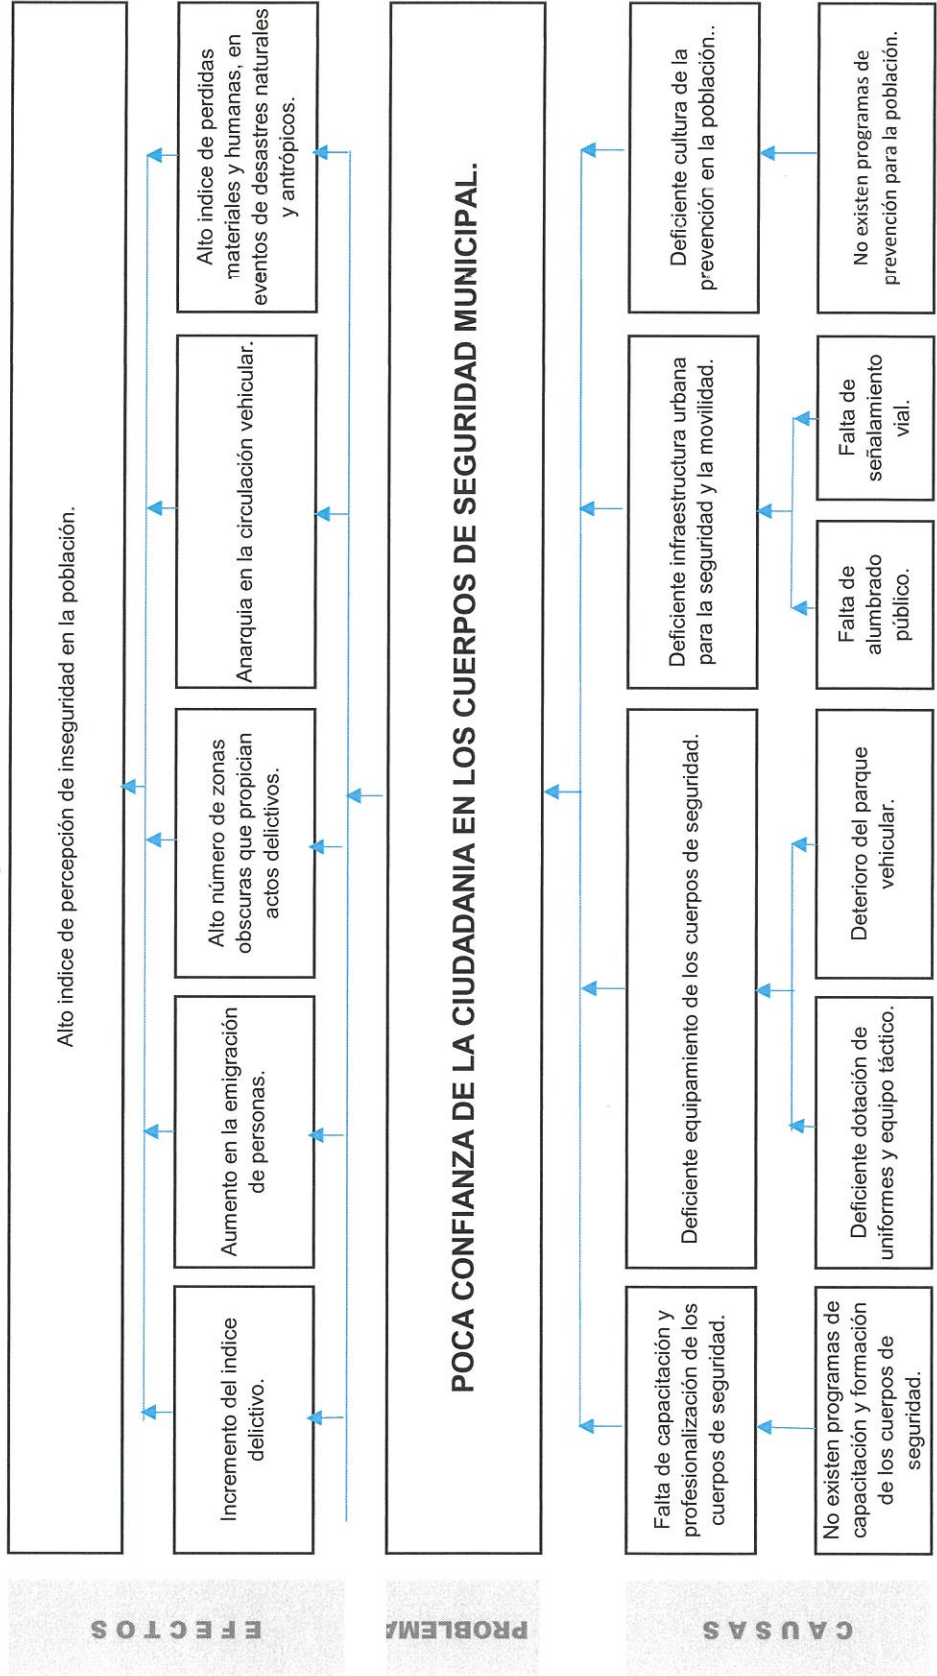 EFECTOS
Alto indice de percepción de inseguridad en la población.
Incremento del indice
delictivo.
Aumento en la emigración
de personas.
Alto número de zonas
obscuras que propician
actos delictivos.
Anarquia en la circulación vehicular.
Alto indice de perdidas
materiales y humanas, en
eventos de desastres naturales
y antrópicos.
PROBLEMA
POCA CONFIANZA DE LA CIUDADANIA EN LOS CUERPOS DE SEGURIDAD MUNICIPAL.
CAUSAS
Falta de capacitación y
profesionalización de los
cuerpos de seguridad.
Deficiente equipamiento de los cuerpos de seguridad.
Deficiente infraestructura urbana
para la seguridad y la movilidad.
Deficiente cultura de la
prevención en la población..
No existen programas de
capacitación y formación
de los cuerpos de
seguridad.
Deficiente dotación de
uniformes y equipo táctico.
Deterioro del parque
vehicular.
Falta de
alumbrado
público.
Falta de
señalamiento
vial.
No existen programas de
prevención para la población.